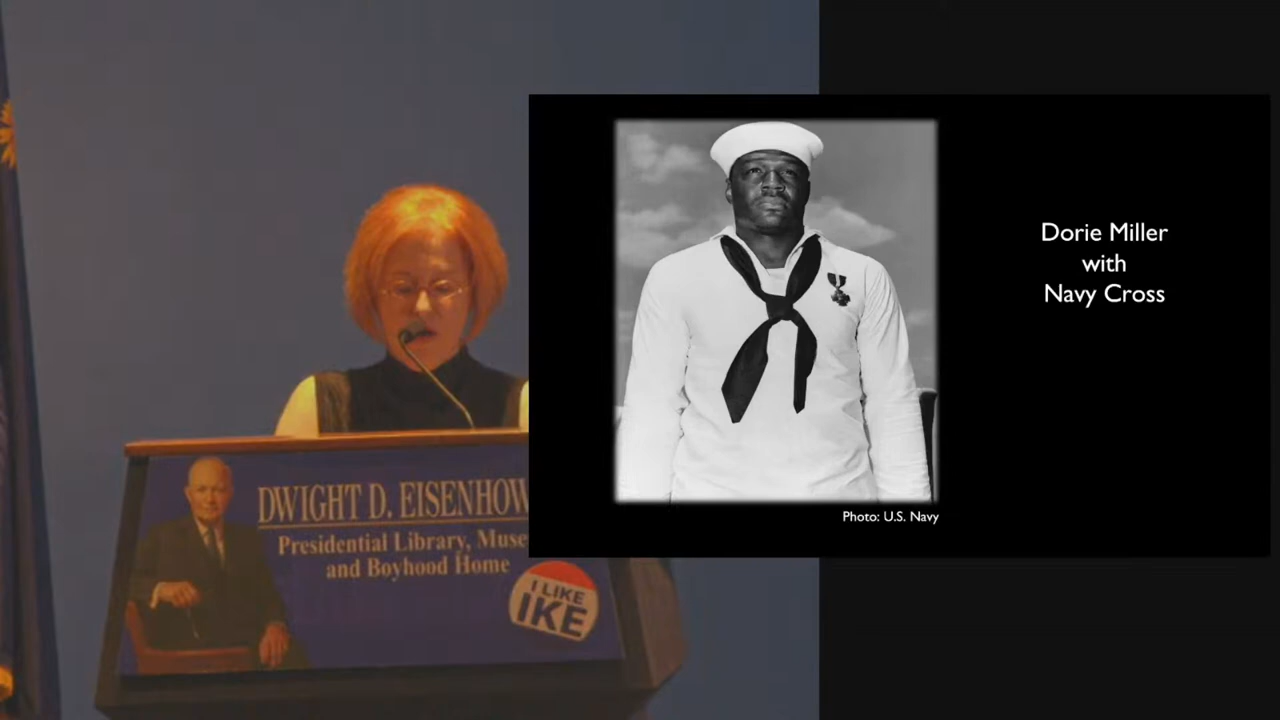 DWIGHT D. EISENHOW
Presidential Library, Muse
and Boyhood Home
I LIKE
IKE
Dorie Miller
with
Navy Cross
Photo: U.S. Navy